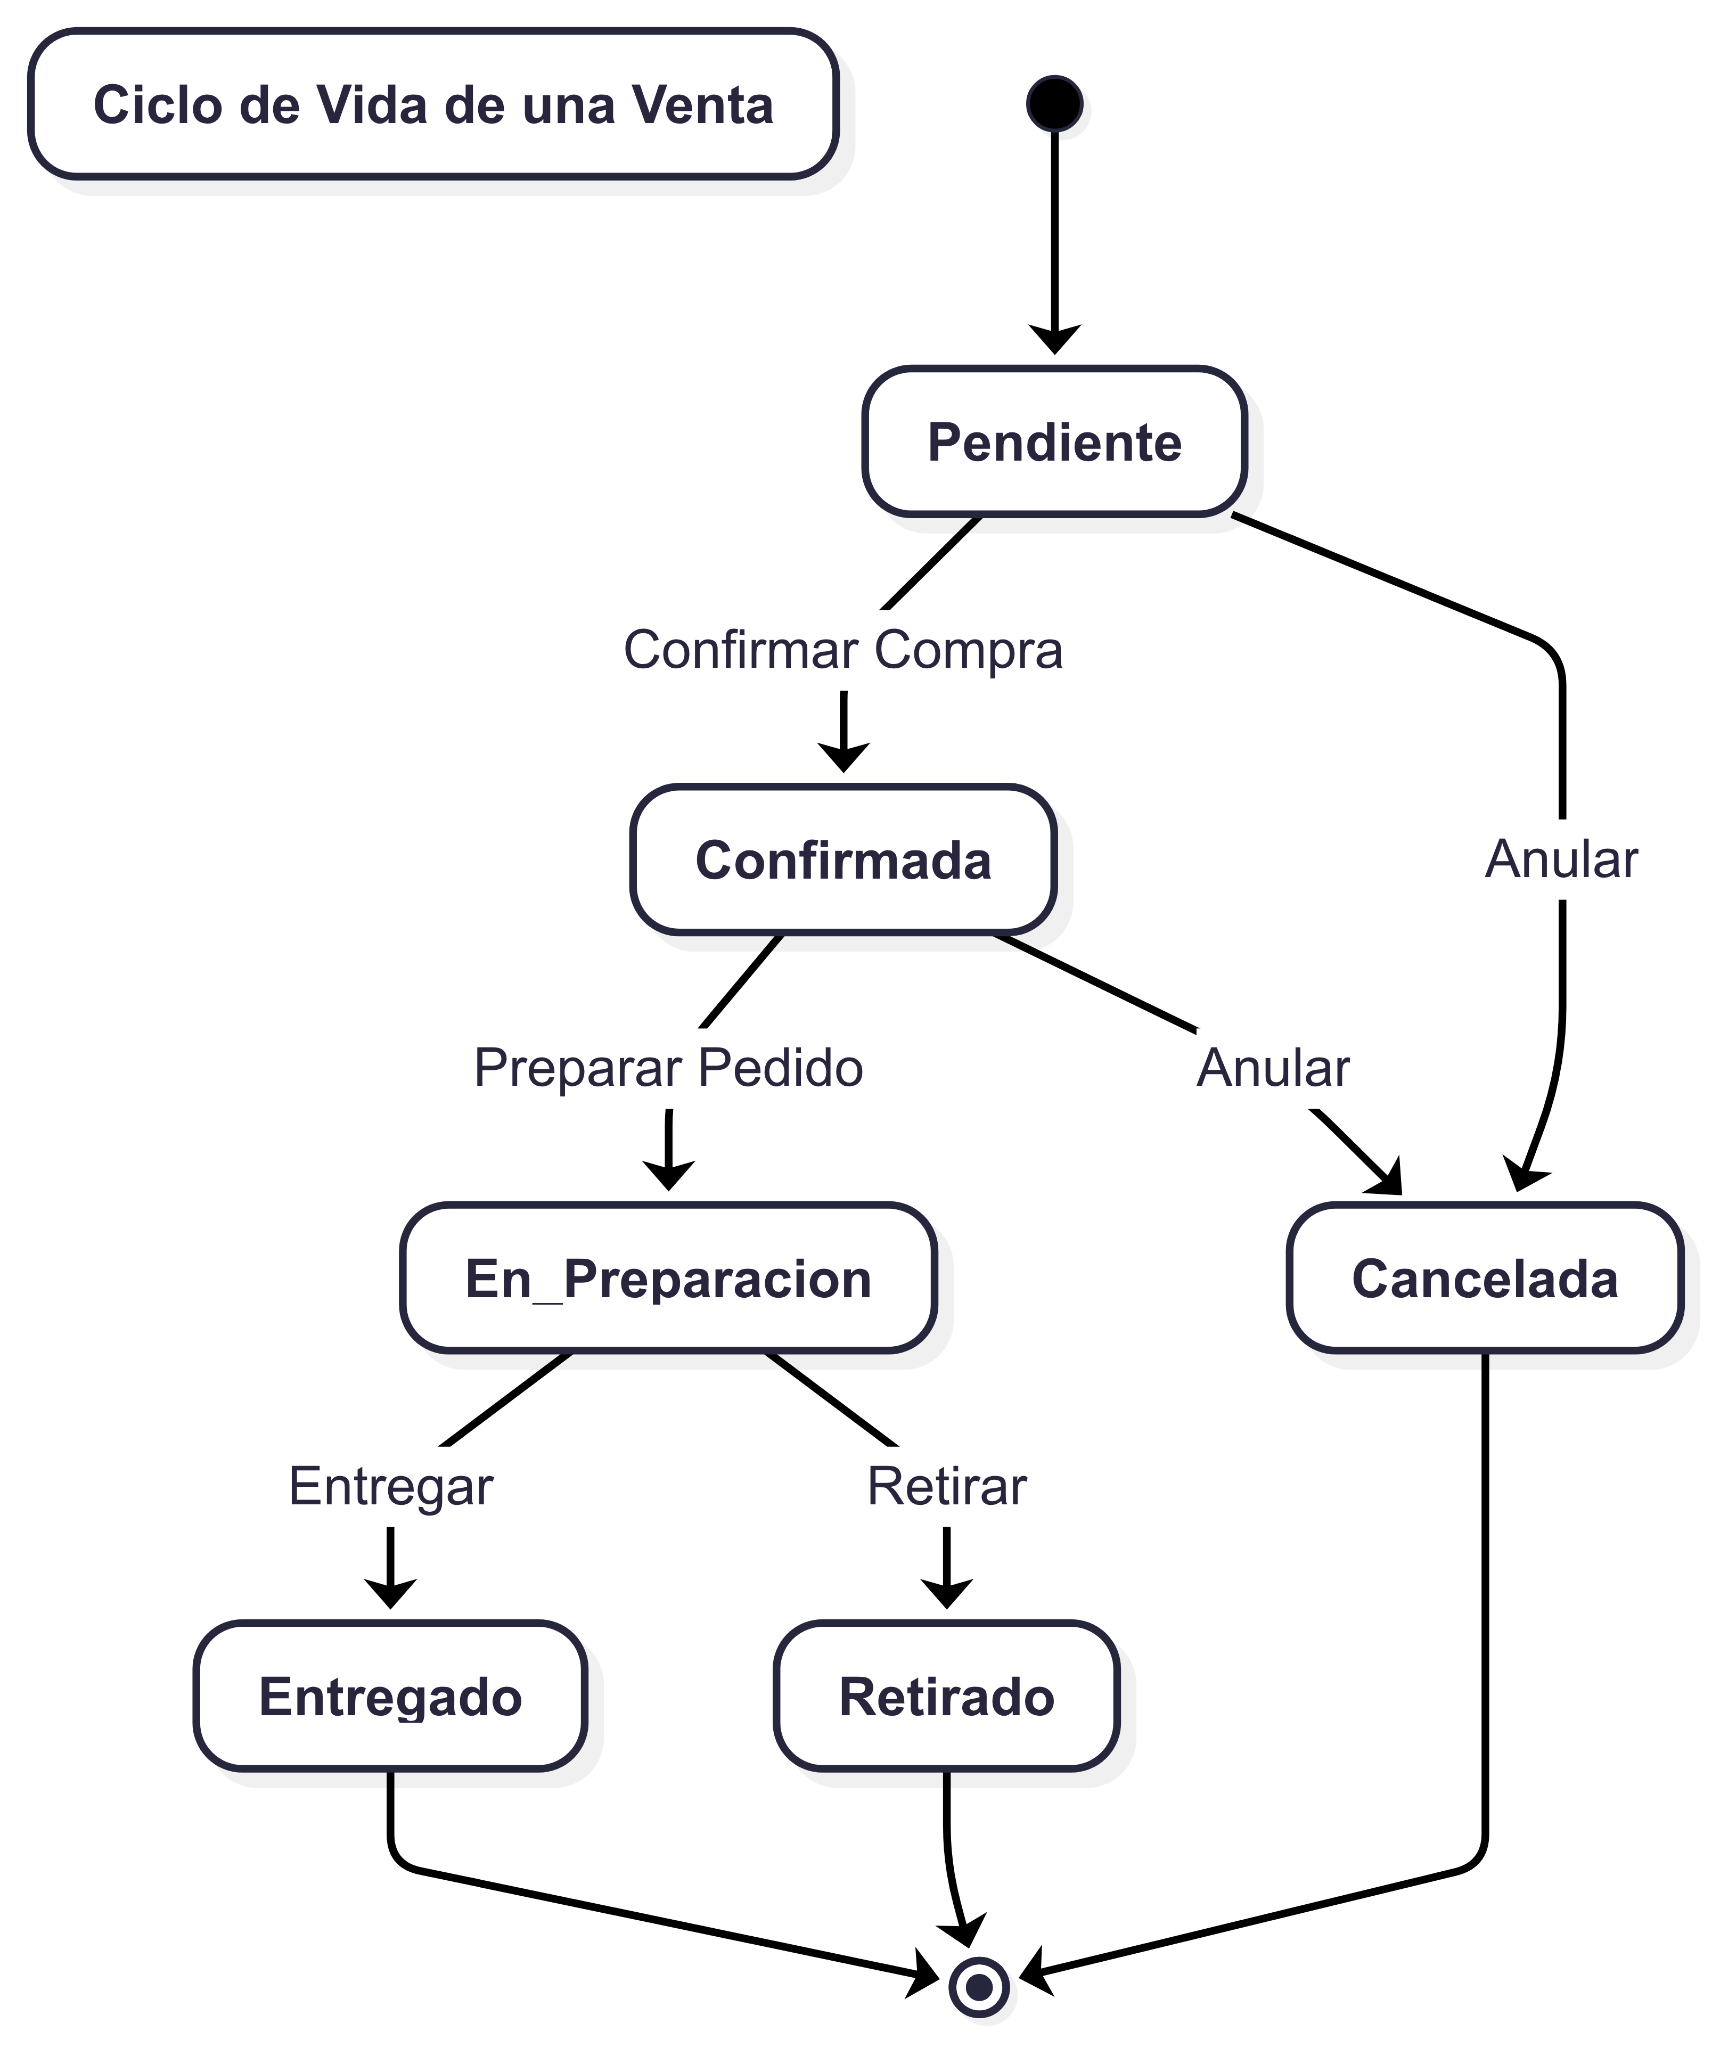 Ciclo de Vida de una Venta
Pendiente
Confirmar Compra
Confirmada
Anular
Preparar Pedido
Anular
En_Preparacion
Cancelada
Entregar
Retirar
Entregado
Retirado